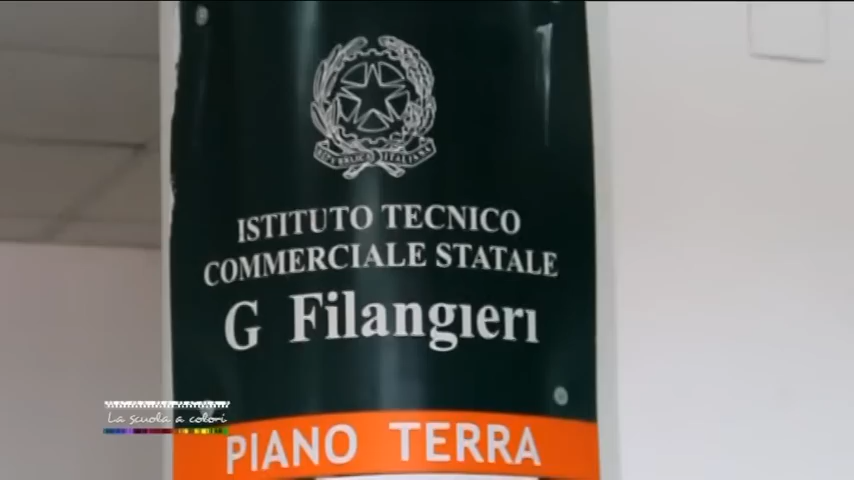 REPUBBLICA ITALIANA
ISTITUTO TECNICO
COMMERCIALE STATALE
G Filangieri
PIANO TERRA
La scuola a colori